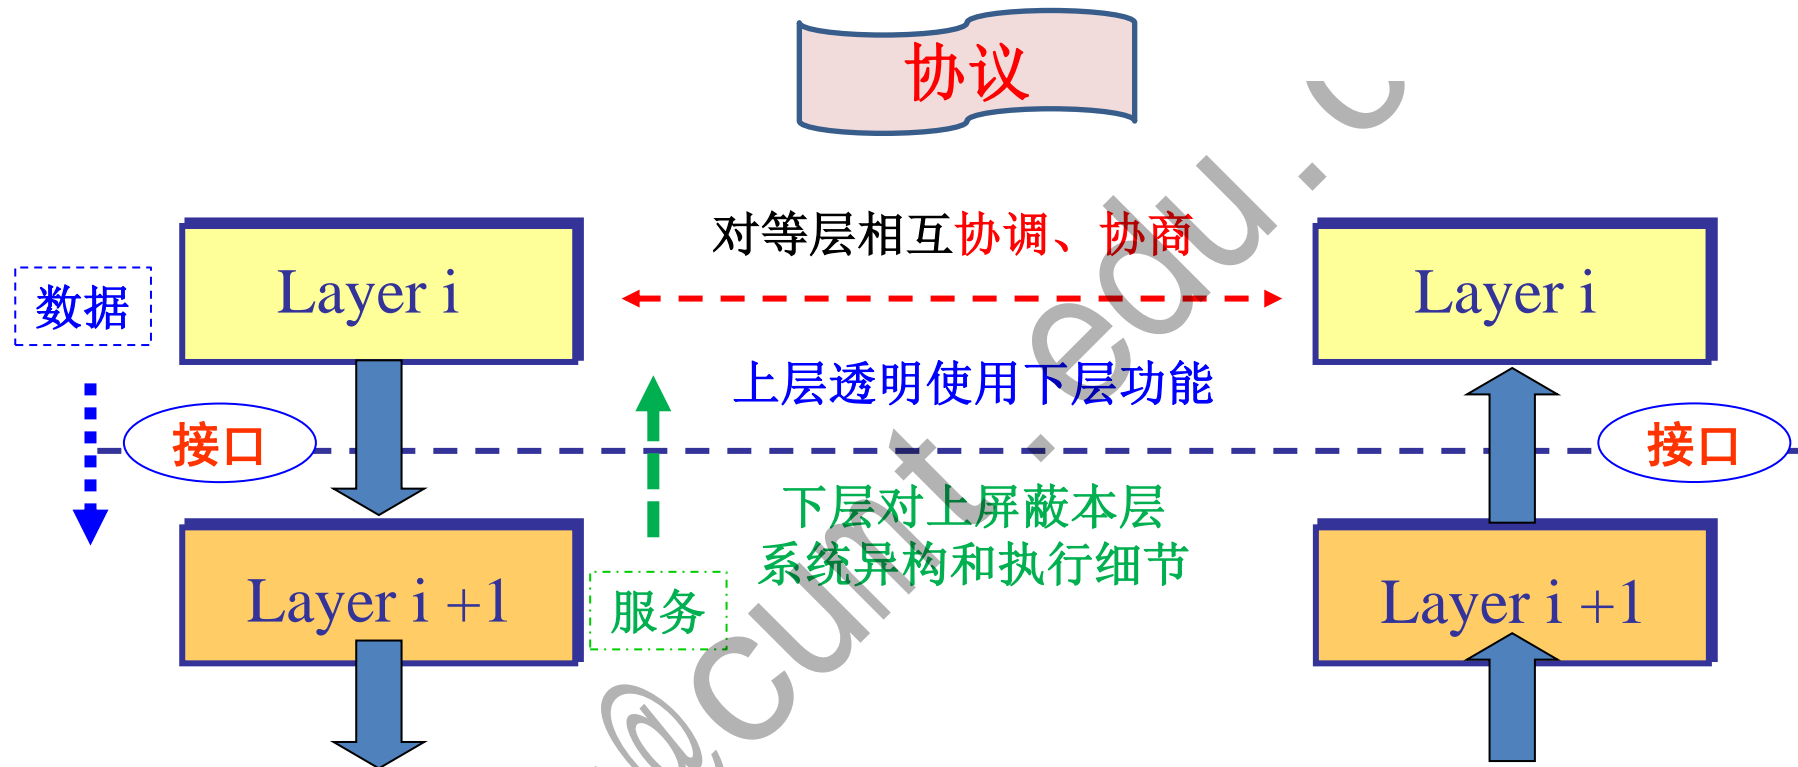 协议
对等层相互协调、协商
Layer i
Layer i
数据
上层透明使用下层功能
接口
接口
下层对上屏蔽本层
系统异构和执行细节
Layer i +1
服务
Layer i +1
@cumt.edu.c